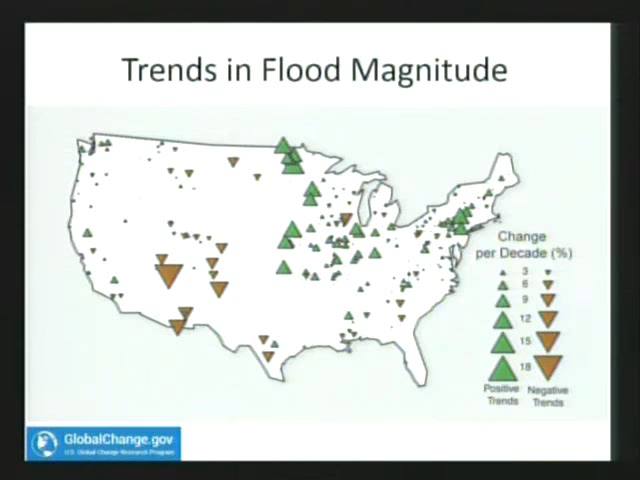 Trends in Flood Magnitude
Change
per Decade (%)
3
6
9
12
15
18
Positive
Trends
Negative
Trends
GlobalChange.gov
U.S. Global Change Research Program